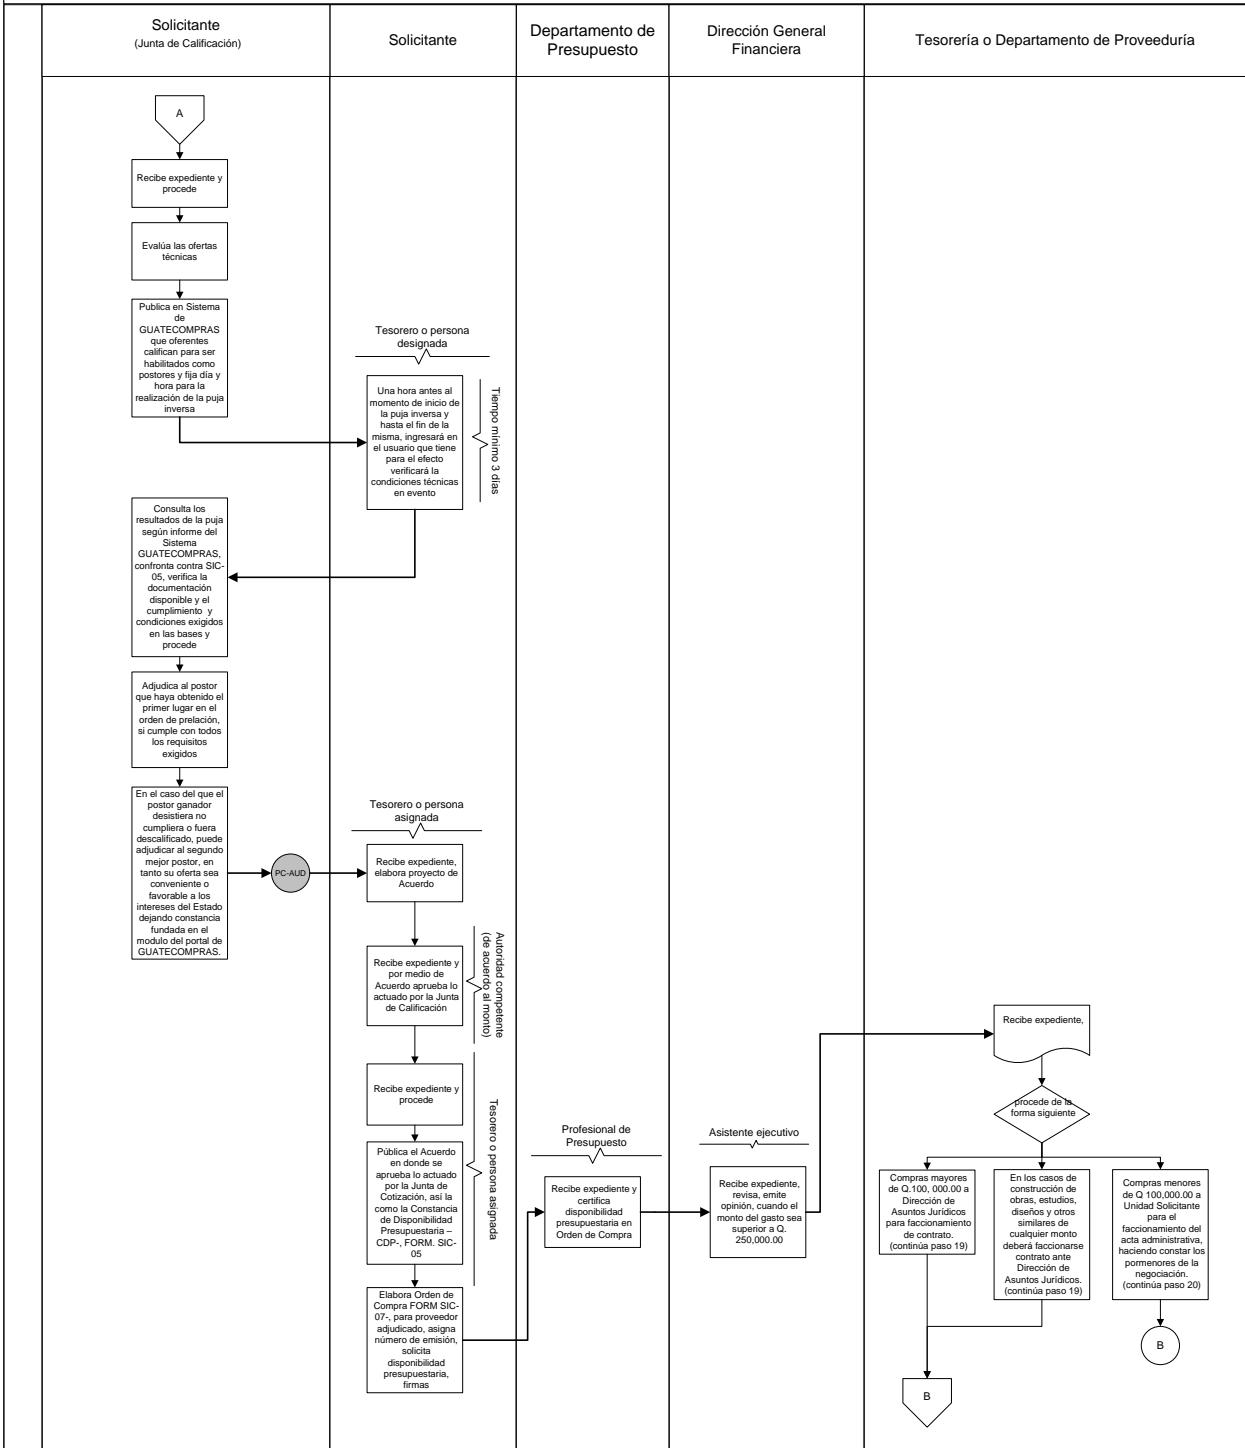 Solicitante
(Junta de Calificación)
Solicitante
Departamento de
Presupuesto
Dirección General
Financiera
Tesorería o Departamento de Proveeduría
A
Recibe expediente y
procede
Evalúa las ofertas
técnicas
Publica en Sistema
de
GUATECOMPRAS
que oferentes
califican para ser
habilitados como
postores y fija día y
hora para la
realización de la puja
inversa
Tesorero o persona
designada
Una hora antes al
momento de inicio de
la puja inversa y
hasta el fin de la
misma, ingresará en
el usuario que tiene
para el efecto
verificará la
condiciones técnicas
en evento
Tiempo mínimo 3 días
Consulta los
resultados de la puja
según informe del
Sistema
GUATECOMPRAS,
confronta contra SIC-
05, verifica la
documentación
disponible y el
cumplimiento y
condiciones exigidos
en las bases y
procede
Adjudica al postor
que haya obtenido el
primer lugar en el
orden de prelación,
si cumple con todos
los requisitos
exigidos
En el caso del que el
postor ganador
desistiera no
cumpliera o fuera
descalificado, puede
adjudicar al segundo
mejor postor, en
tanto su oferta sea
conveniente o
favorable a los
intereses del Estado
dejando constancia
fundada en el
modulo del portal de
GUATECOMPRAS.
PC-AUD
Tesorero o persona
asignada
Recibe expediente,
elabora proyecto de
Acuerdo
Recibe expediente y
por medio de
Acuerdo aprueba lo
actuado por la Junta
de Calificación
Autoridad competente
(de acuerdo al monto)
Recibe expediente y
procede
Pública el Acuerdo
en donde se
aprueba lo actuado
por la Junta de
Cotización, así la
como la Constancia
de Disponibilidad
Presupuestaria –
CDP-, FORM. SIC-
05
Tesorero o persona asignada
Elabora Orden de
Compra FORM SIC-
07-, para proveedor
adjudicado, asigna
número de emisión,
solicita
disponibilidad
presupuestaria,
firmas
Profesional de
Presupuesto
Recibe expediente y
certifica
disponibilidad
presupuestaria en
Orden de Compra
Asistente ejecutivo
Recibe expediente,
revisa, emite
opinión, cuando el
monto del gasto sea
superior a Q.
250,000.00
Recibe expediente,
procede de la
forma siguiente
Compras mayores
de Q.100, 000.00 a
Dirección de
Asuntos Jurídicos
para faccionamiento
de contrato.
(continúa paso 19)
En los casos de
construcción de
obras, estudios,
diseños y otros
similares de
cualquier monto
deberá faccionarse
contrato ante
Dirección de
Asuntos Jurídicos.
(continúa paso 19)
Compras menores
de Q 100,000.00 a
Unidad Solicitante
para el
faccionamiento del
acta administrativa,
haciendo constar los
pormenores de la
negociación.
(continúa paso 20)
B
B